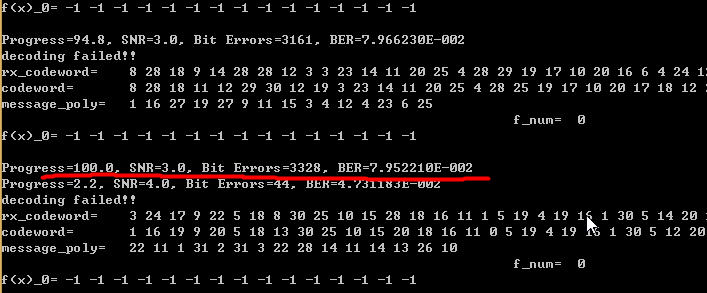 f(x)_0= -1 -1 -1 -1 -1 -1 -1 -1 -1 -1 -1 -1 -1 -1 -1
Progress=94.8, SNR=3.0, Bit Errors=3161, BER=7.966230E-002
decoding failed!!
rx_codeword= 8 28 18 9 14 28 28 12 3 3 23 14 11 20 25 4 28 29 19 17 10 20 16 6 4 24 1
codeword= 8 28 18 11 12 29 30 12 19 3 23 14 11 20 25 4 28 25 19 17 10 20 17 18 12
message_poly= 1 16 27 19 27 9 11 15 3 4 12 4 23 6 25
f_num= 0
f(x)_0= -1 -1 -1 -1 -1 -1 -1 -1 -1 -1 -1 -1 -1 -1 -1
Progress=100.0, SNR=3.0, Bit Errors=3328, BER=7.952210E-002
Progress=2.2, SNR=4.0, Bit Errors=44, BER=4.731183E-002
decoding failed!!
rx_codeword= 3 24 17 9 22 5 18 8 30 25 10 15 28 18 16 11 1 5 19 4 19 16 1 30 5 14 20
codeword= 1 16 19 9 20 5 18 13 30 25 10 15 20 18 16 11 0 5 19 4 19 1 30 5 12 20
message_poly= 22 11 1 31 2 31 3 22 28 14 11 14 13 26 10
f_num= 0
f(x)_0= -1 -1 -1 -1 -1 -1 -1 -1 -1 -1 -1 -1 -1 -1 -1